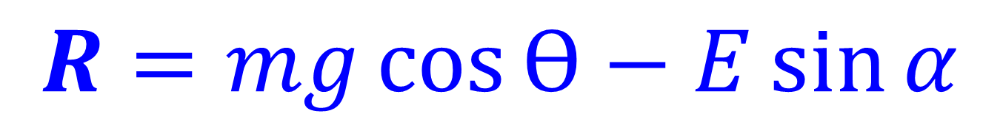 R = mg cos Θ − E sin α